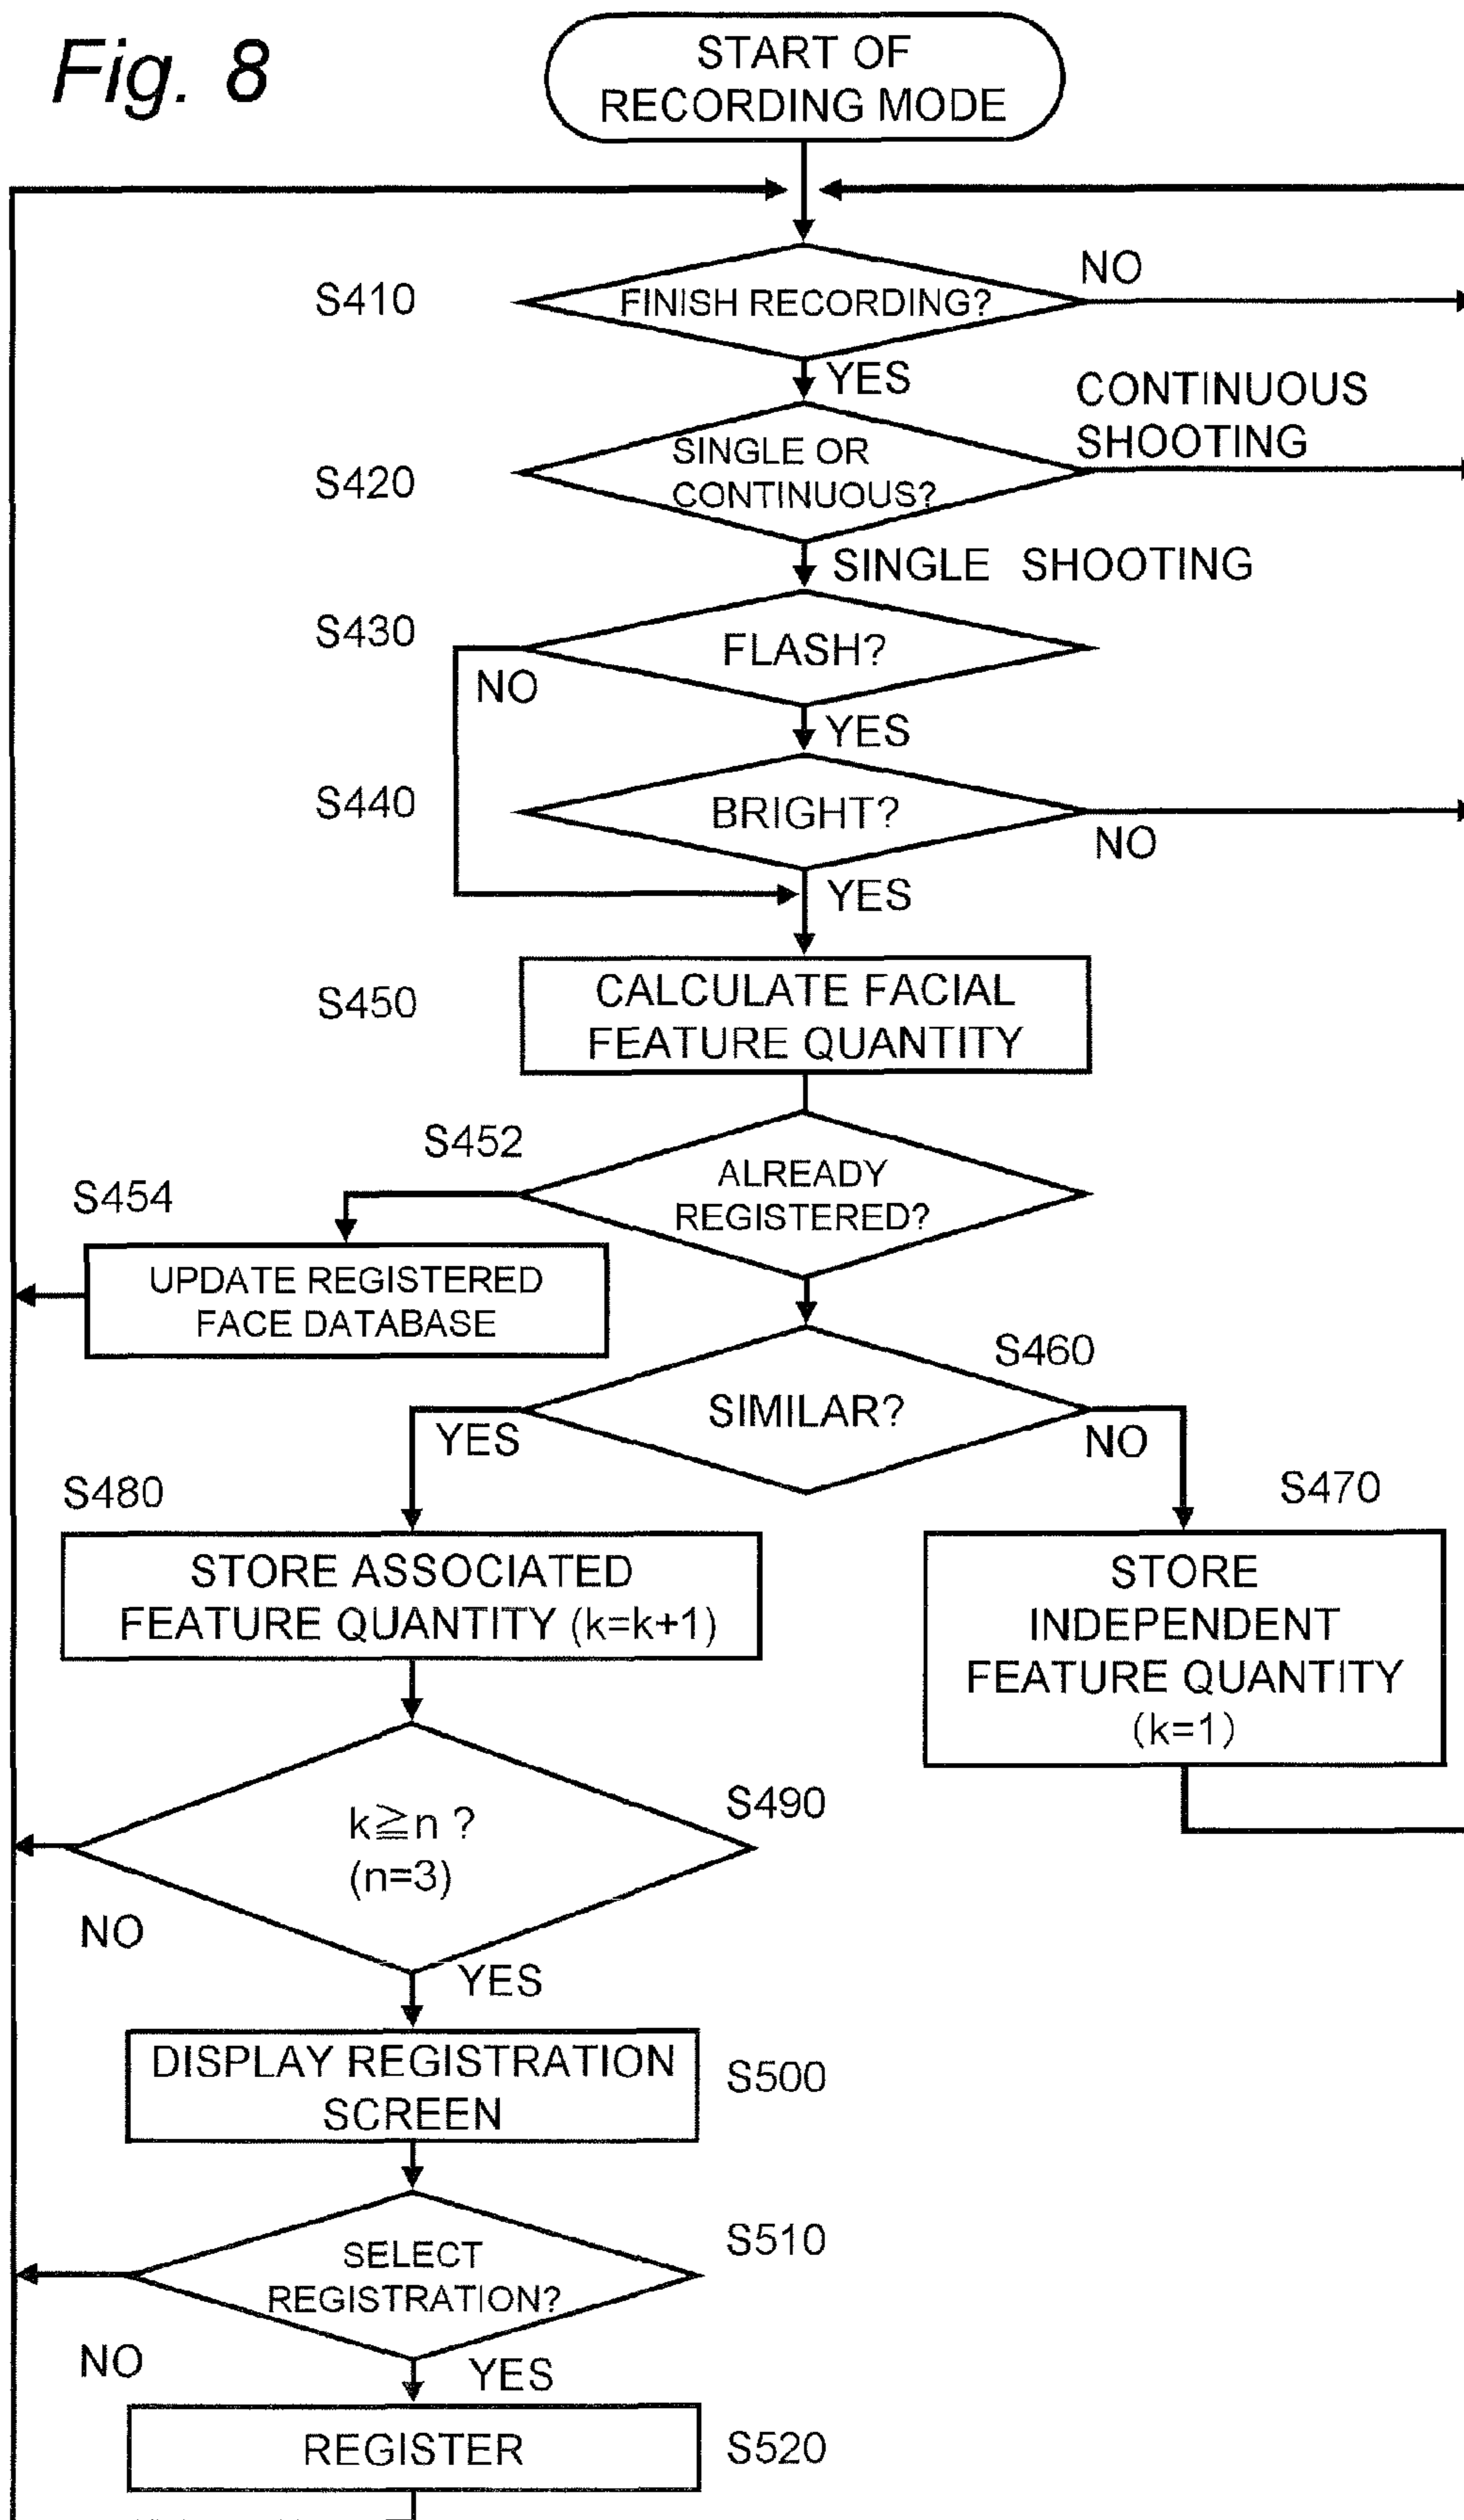 Fig. 8
START OF
RECORDING MODE
S410
FINISH RECORDING?
NO
YES
CONTINUOUS
SHOOTING
S420
SINGLE OR
CONTINUOUS?
SINGLE SHOOTING
S430
FLASH?
NO
YES
S440
BRIGHT?
NO
YES
S450
CALCULATE FACIAL
FEATURE QUANTITY
S452
ALREADY
REGISTERED?
S454
UPDATE REGISTERED
FACE DATABASE
S460
SIMILAR?
YES
NO
S480
STORE ASSOCIATED
FEATURE QUANTITY (k=k+1)
S470
STORE
INDEPENDENT
FEATURE QUANTITY
(k=1)
S490
k≧n ?
(n=3)
NO
YES
DISPLAY REGISTRATION
SCREEN
S500
S510
SELECT
REGISTRATION?
NO
YES
REGISTER
S520